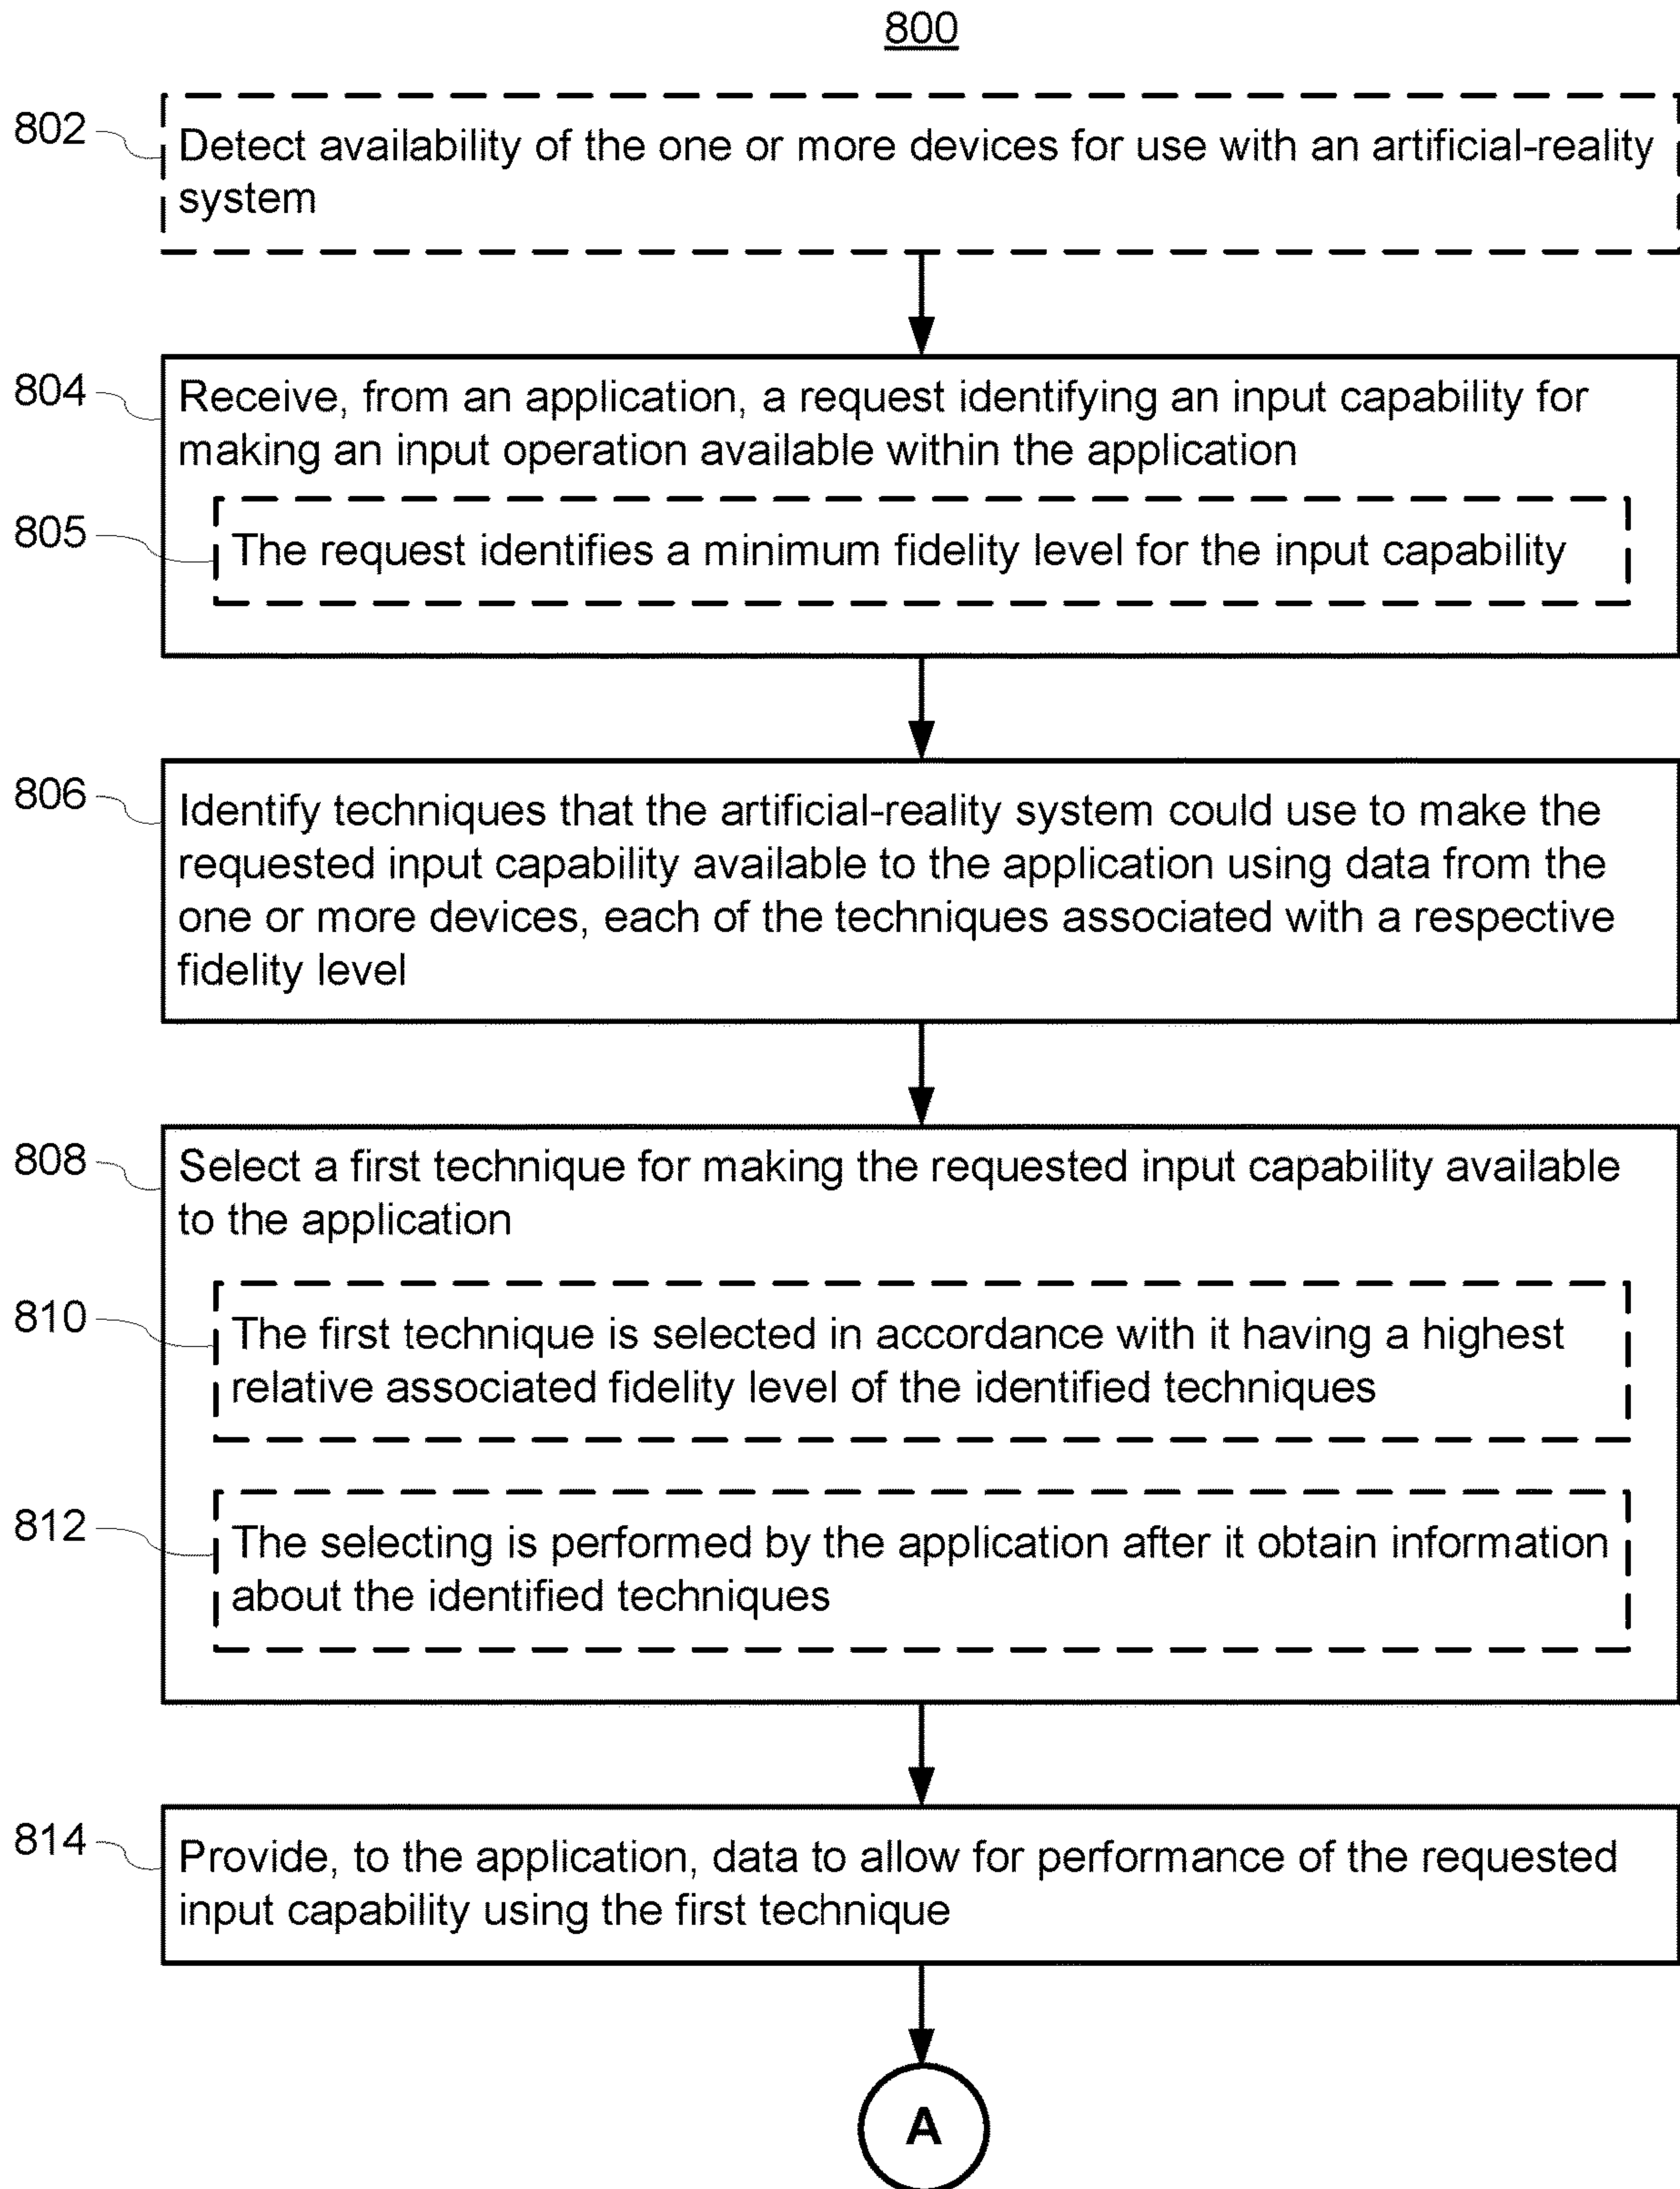 800
802
Detect availability of the one or more devices for use with an artificial-reality
system
804
Receive, from an application, a request identifying an input capability for
making an input operation available within the application
805
The request identifies a minimum fidelity level for the input capability
806
Identify techniques that the artificial-reality system could use to make the
requested input capability available to the application using data from the
one or more devices, each of the techniques associated with a respective
fidelity level
808
Select a first technique for making the requested input capability available
to the application
810
The first technique is selected in accordance with it having a highest
relative associated fidelity level of the identified techniques
812
The selecting is performed by the application after it obtain information
about the identified techniques
814
Provide, to the application, data to allow for performance of the requested
input capability using the first technique
A